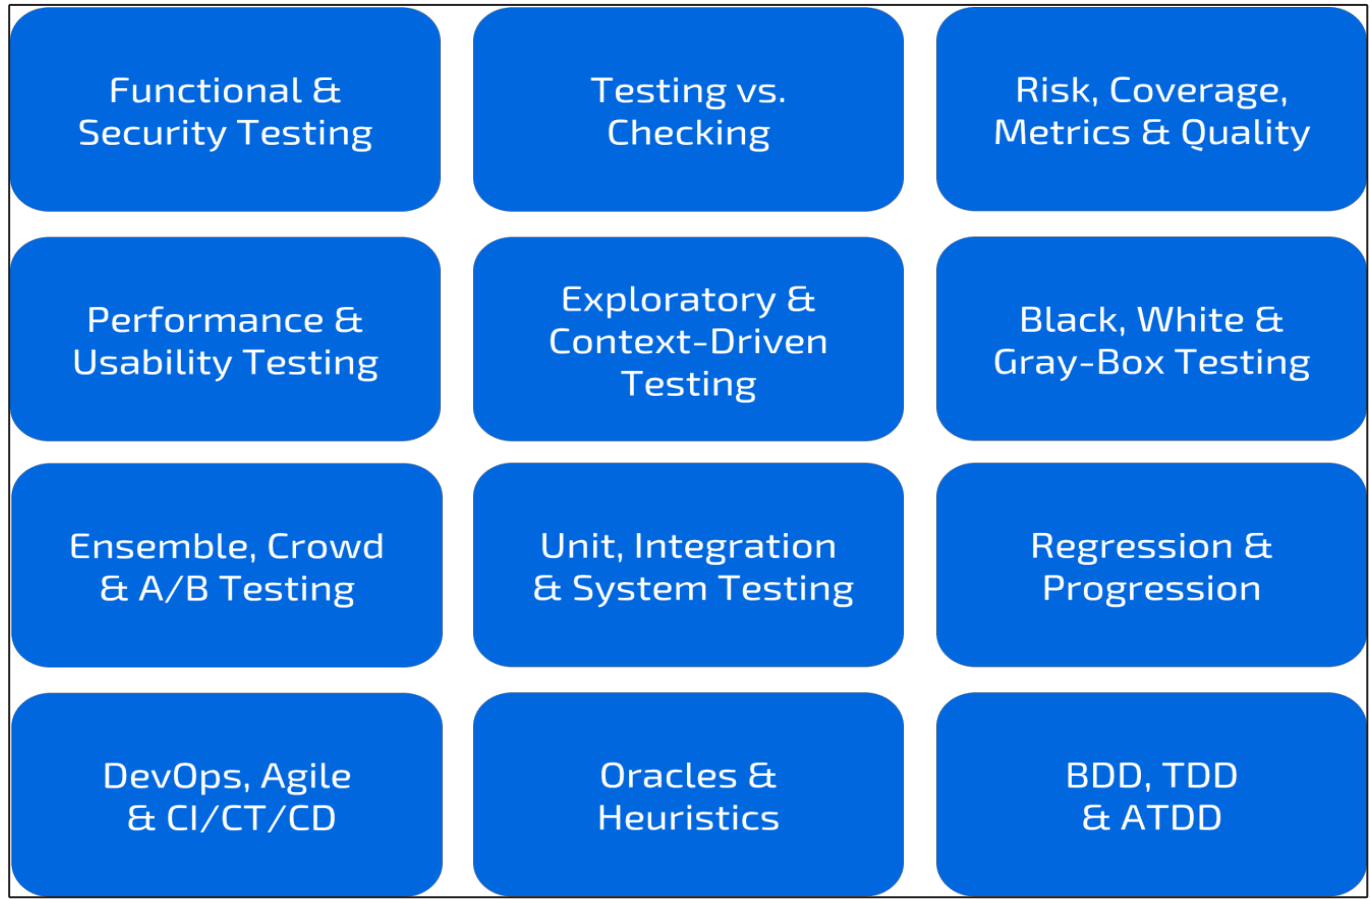 Functional &
Security Testing
Testing vs.
Checking
Risk, Coverage,
Metrics & Quality
Performance &
Usability Testing
Exploratory &
Context-Driven
Testing
Black, White &
Gray-Box Testing
Ensemble, Crowd
& A/B Testing
Unit, Integration
& System Testing
Regression &
Progression
DevOps, Agile
& CI/CT/CD
Oracles &
Heuristics
BDD, TDD
& ATDD